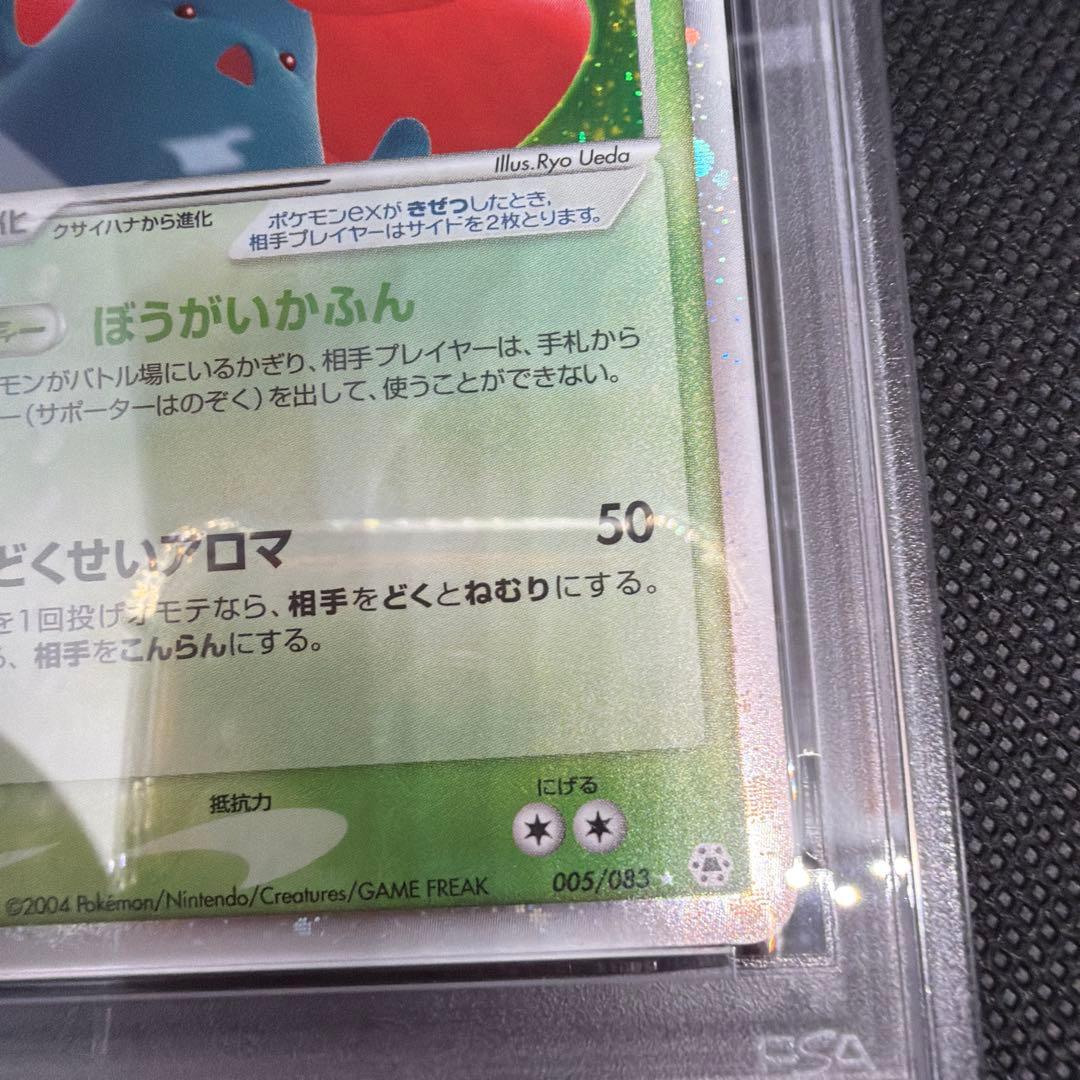 Illus.Ryo Ueda
化 クサイハナから進化
ポケモンexが きぜつしたとき、
相手プレイヤーはサイドを2枚とります。
ー ぼうがいかふん
モンがバトル場にいるかぎり、相手プレイヤーは、手札から
ー(サポーターはのぞく)を出して、使うことができない。
どくせいアロマ 50
を1回投げオモテなら、相手をどくとねむりにする。
、相手をこんらんにする。
抵抗力 にげる
005/083 ★
©2004 Pokémon/Nintendo/Creatures/GAME FREAK